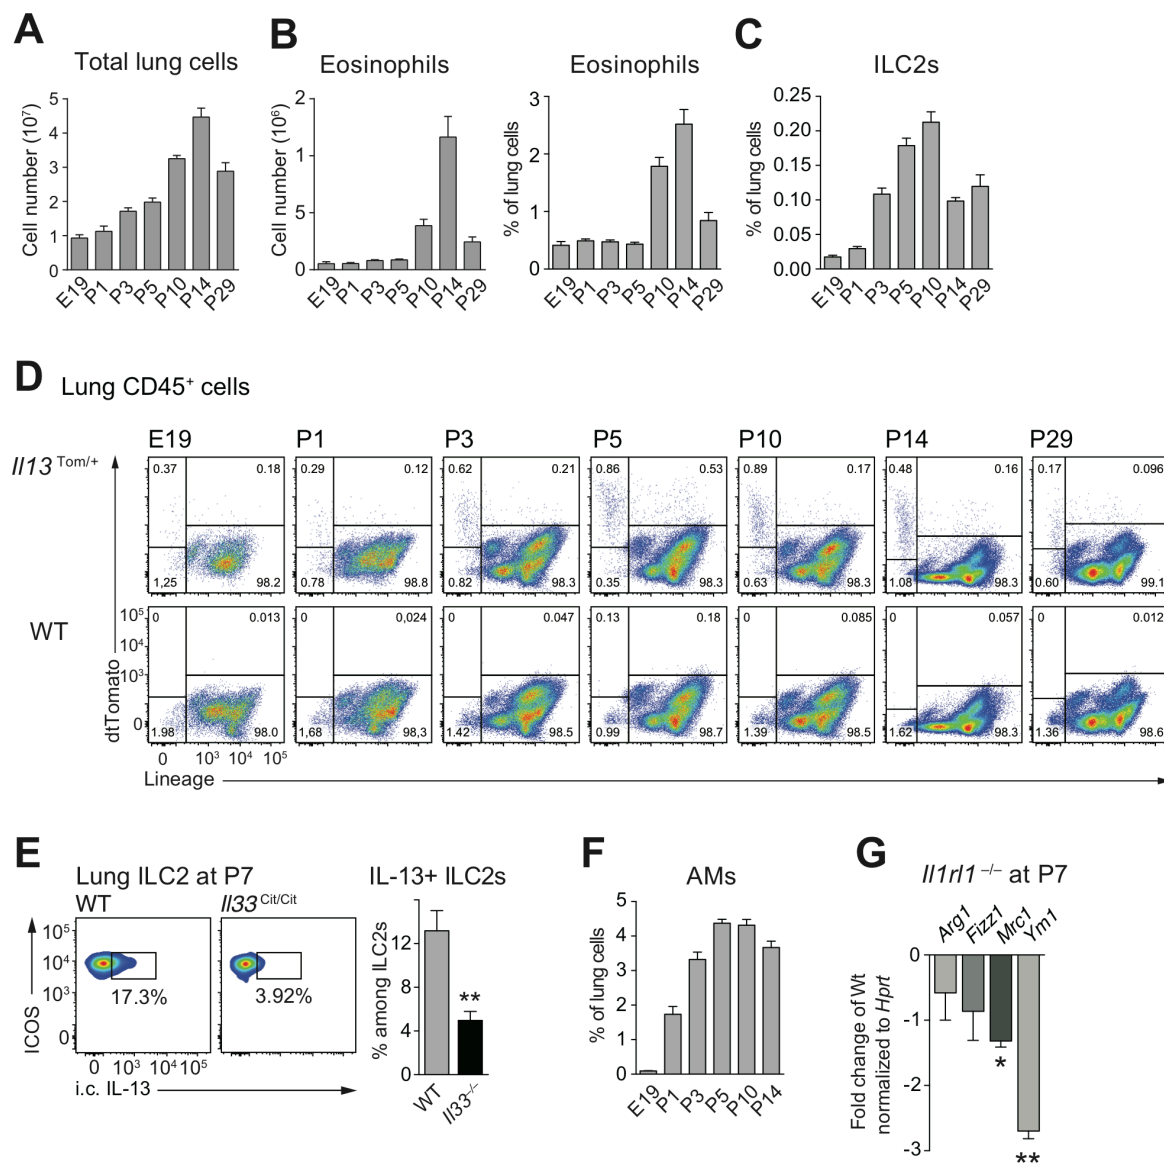 A
B
C
Total lung cells
Eosinophils
Eosinophils
ILC2s
Cell number (10⁷)
5
4
3
2
1
0
E19 P1 P3 P5 P10 P14 P29
Cell number (10⁶)
2
1
5
0
E19 P1 P3 P5 P10 P14 P29
% of lung cells
3
2
1
0
E19 P1 P3 P5 P10 P14 P29
% of lung cells
0.25
0.20
0.15
0.10
0.05
0.00
E19 P1 P3 P5 P10 P14 P29
D
Lung CD45⁺ cells
E19 P1 P3 P5 P10 P14 P29
Il13 Tom/+
0.37 0.18 0.29 0.12 0.62 0.21 0.86 0.53 0.89 0.17 0.48 0.16 0.17 0.096
1,25 98.2 0.78 98.8 0.82 98.3 0.35 98.3 0.63 98.3 1.08 98.3 0.60 99.1
WT
0 0.013 0 0,024 0 0.047 0.13 0.18 0 0.085 0 0.057 0 0.012
1.98 98.0 1.68 98,3 1.42 98.5 0.99 98.7 1.39 98.5 1.62 98.3 1.36 98.6
dtTomato
10⁵
10⁴
10³
0
0 10³ 10⁴ 10⁵
Lineage
E
Lung ILC2 at P7
WT
Il33 Cit/Cit
ICOS
10⁵
10⁴
10³
0
17.3%
3.92%
0 10³ 10⁴ 10⁵
i.c. IL-13
IL-13+ ILC2s
% among ILC2s
12
8
4
0
**
WT Il33⁻/⁻
F
AMs
% of lung cells
5
4
3
2
1
0
E19 P1 P3 P5 P10 P14
G
Il1rl1 –/– at P7
Arg1 Fizz1 Mrc1 Ym1
Fold change of Wt
normalized to Hprt
0
-1
-2
-3
*
**